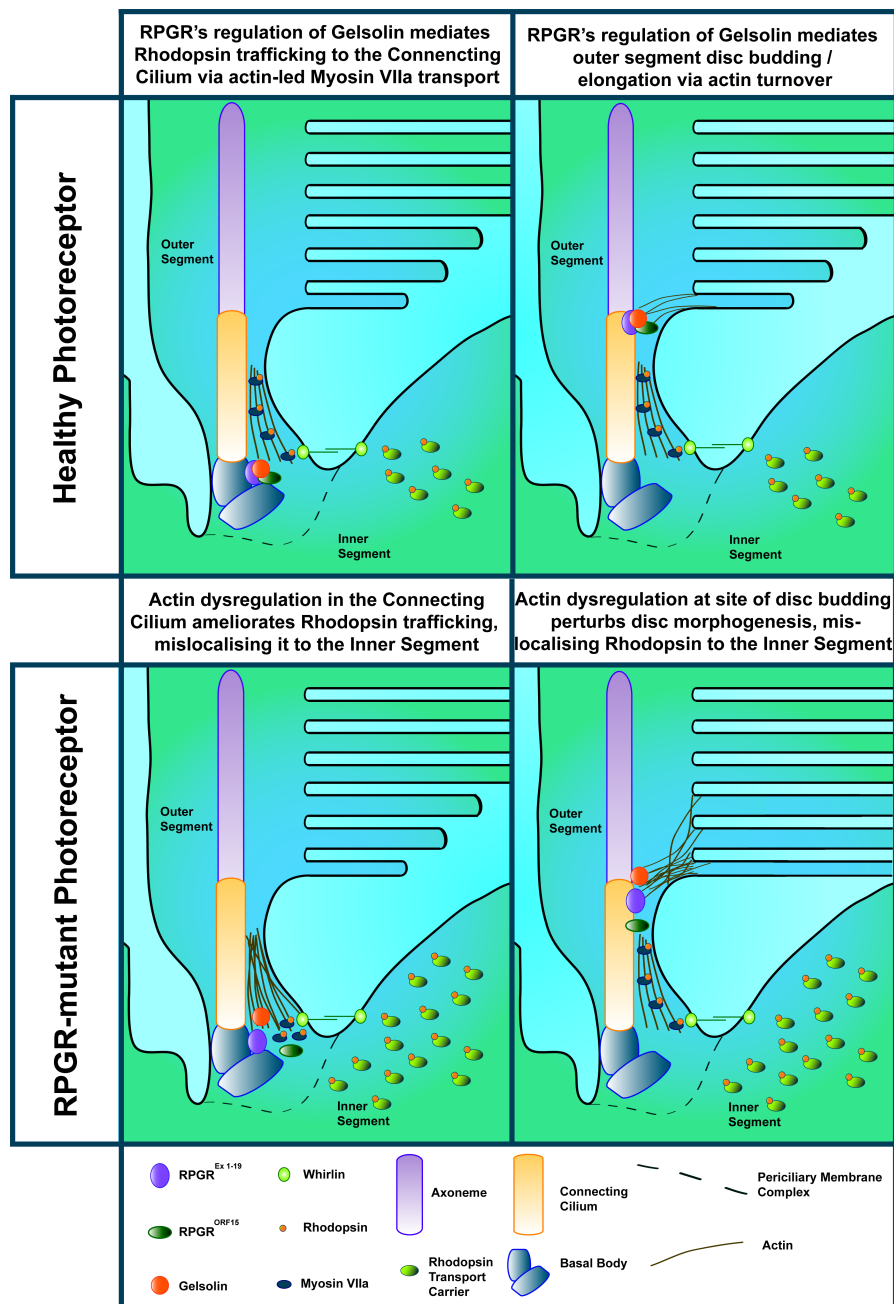 RPGR's regulation of Gelsolin mediates
Rhodopsin trafficking to the Connencting
Cilium via actin-led Myosin VIIa transport
RPGR's regulation of Gelsolin mediates
outer segment disc budding /
elongation via actin turnover
Healthy Photoreceptor
Outer
Segment
Inner
Segment
Outer
Segment
Inner
Segment
Actin dysregulation in the Connecting
Cilium ameliorates Rhodopsin trafficking,
mislocalising it to the Inner Segment
Actin dysregulation at site of disc budding
perturbs disc morphogenesis, mis-
localising Rhodopsin to the Inner Segment
RPGR-mutant Photoreceptor
Outer
Segment
Inner
Segment
Outer
Segment
Inner
Segment
RPGR Ex 1-19
Whirlin
Axoneme
Connecting
Cilium
Periciliary Membrane
Complex
RPGR ORF15
Rhodopsin
Gelsolin
Myosin VIIa
Rhodopsin
Transport
Carrier
Basal Body
Actin